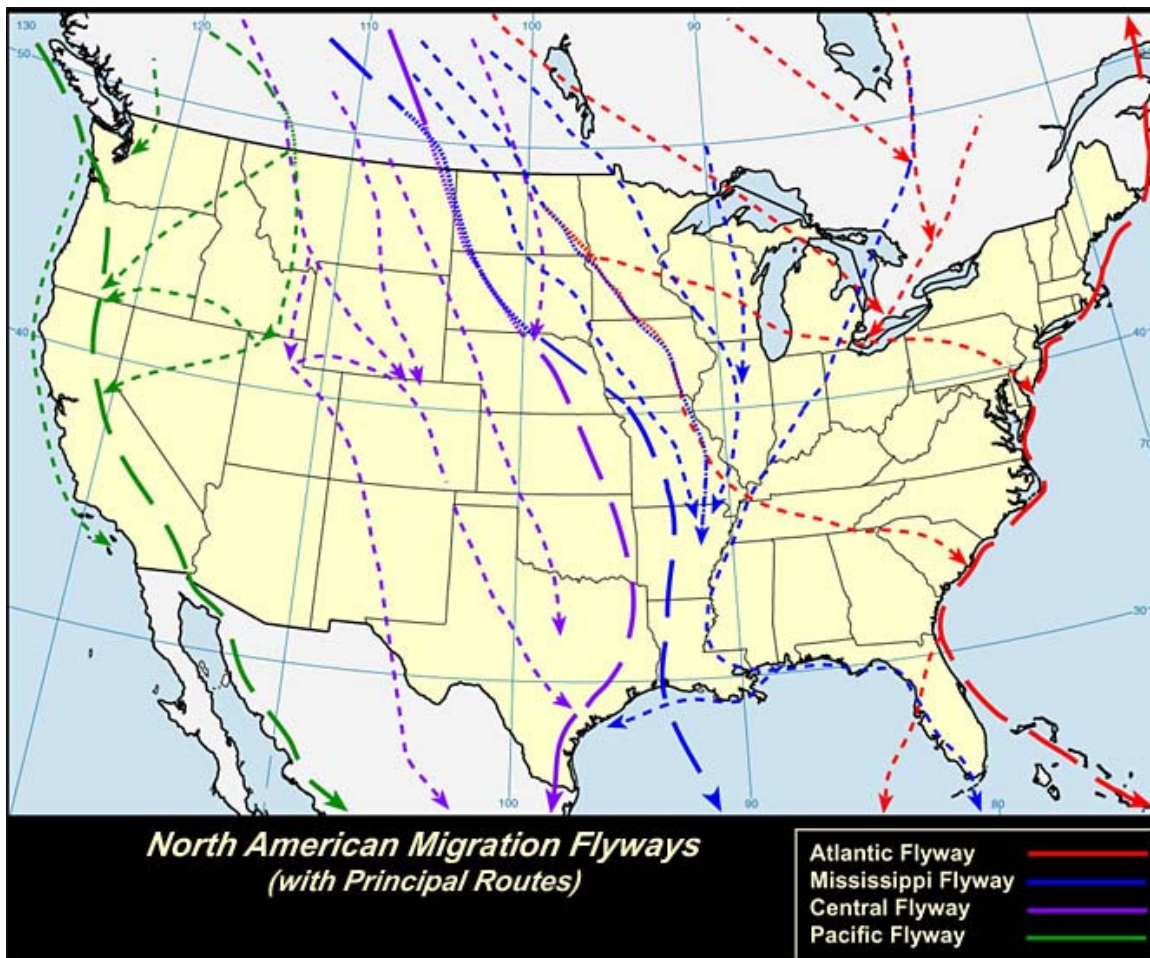 130
120
110
100
90
50
50
40
40
70
30
100
90
80
North American Migration Flyways
(with Principal Routes)
Atlantic Flyway
Mississippi Flyway
Central Flyway
Pacific Flyway